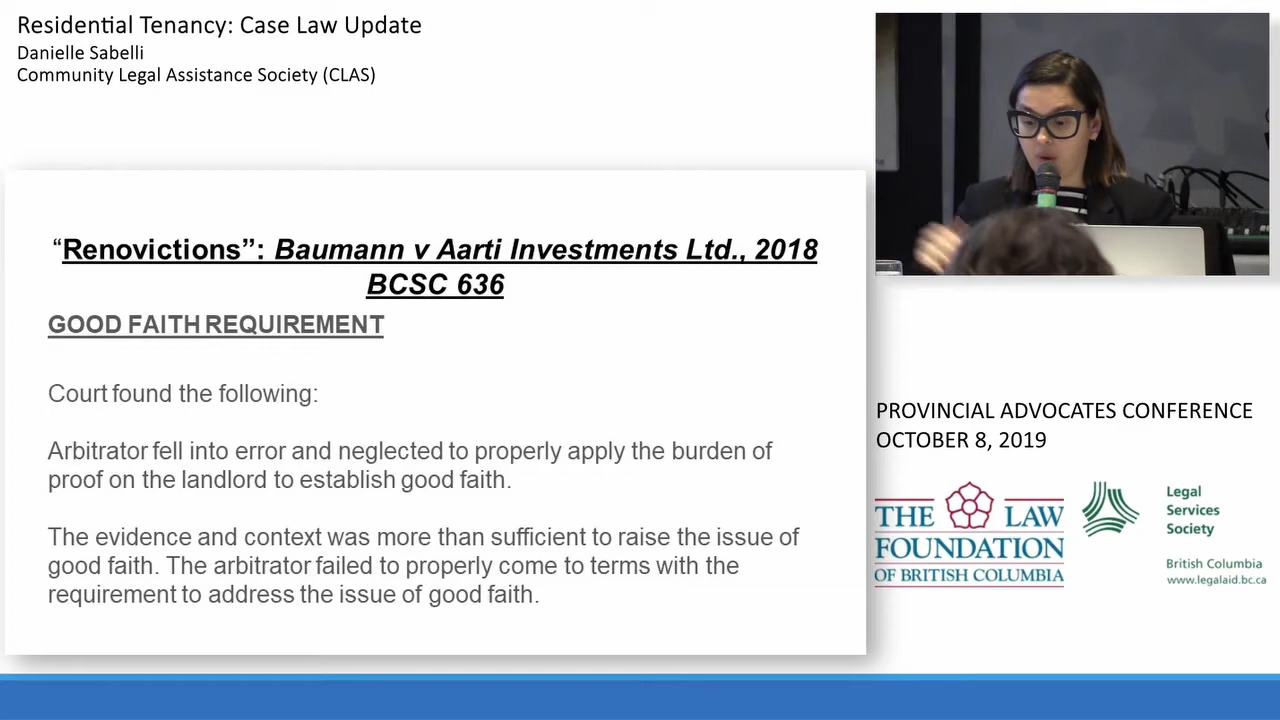 Residential Tenancy: Case Law Update
Danielle Sabelli
Community Legal Assistance Society (CLAS)
“Renovictions”: Baumann v Aarti Investments Ltd., 2018
BCSC 636
GOOD FAITH REQUIREMENT
Court found the following:
Arbitrator fell into error and neglected to properly apply the burden of
proof on the landlord to establish good faith.
The evidence and context was more than sufficient to raise the issue of
good faith. The arbitrator failed to properly come to terms with the
requirement to address the issue of good faith.
PROVINCIAL ADVOCATES CONFERENCE
OCTOBER 8, 2019
THE LAW
FOUNDATION
OF BRITISH COLUMBIA
Legal
Services
Society
British Columbia
www.legalaid.bc.ca